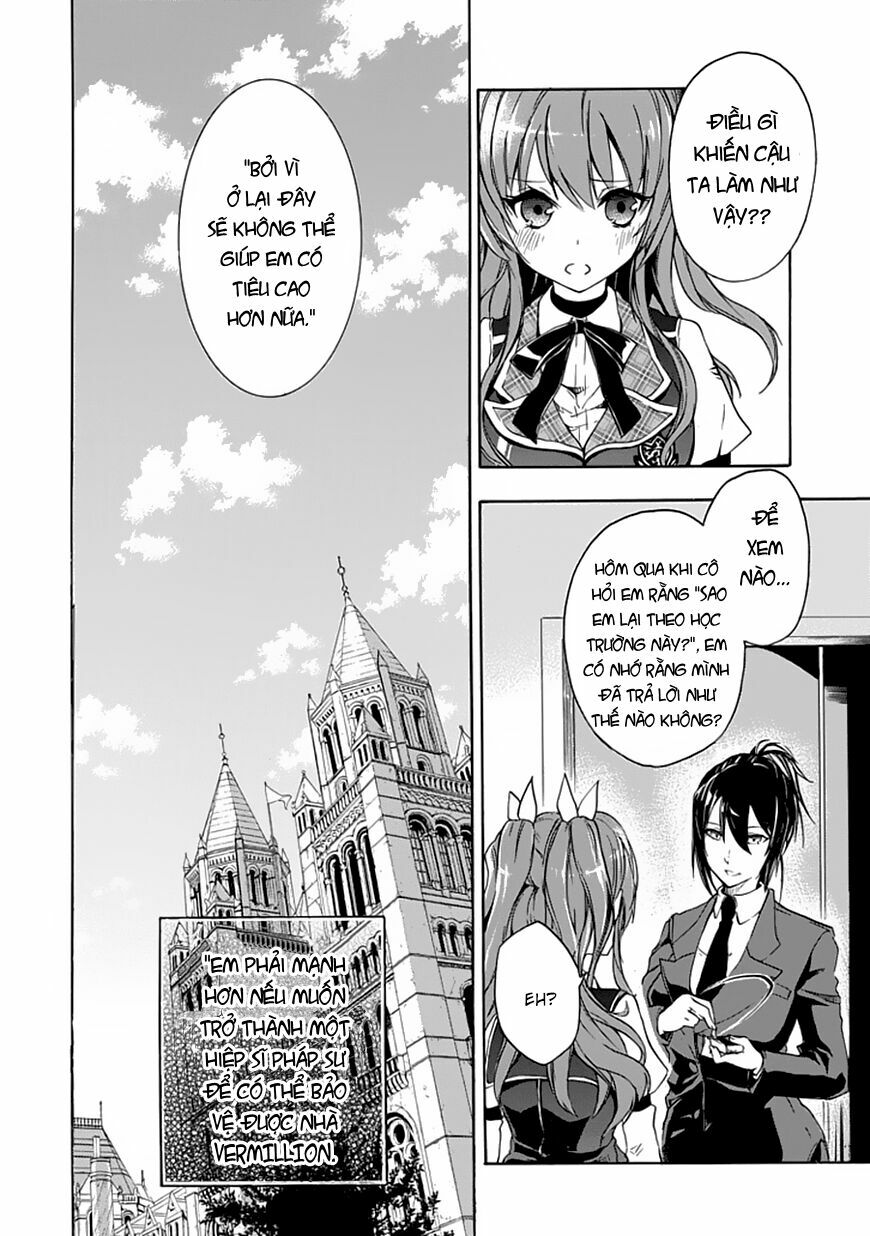 ĐIỀU GÌ
KHIẾN CẬU
TA LÀM NHƯ
VẬY??
ĐỂ
XEM
NÀO...
HÔM QUA KHI CÔ
HỎI EM RẰNG "SAO
EM LẠI THEO HỌC
TRƯỜNG NÀY?", EM
CÓ NHỚ RẰNG MÌNH
ĐÃ TRẢ LỜI NHƯ
THẾ NÀO KHÔNG?
EH?
"BỞI VÌ
Ở LẠI ĐÂY
SẼ KHÔNG THỂ
GIÚP EM CÓ
TIÊU CAO
HƠN NỮA."
"EM PHẢI MẠNH
HƠN NẾU MUỐN
TRỞ THÀNH MỘT
HIỆP SĨ PHÁP SƯ
ĐỂ CÓ THỂ BẢO
VỆ ĐƯỢC NHÀ
VERMILLION.